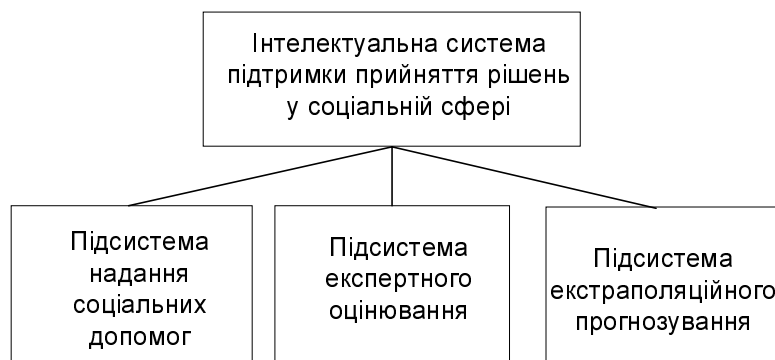 Інтелектуальна система
підтримки прийняття рішень
у соціальній сфері
Підсистема
надання
соціальних
допомог
Підсистема
експертного
оцінювання
Підсистема
екстраполяційного
прогнозування